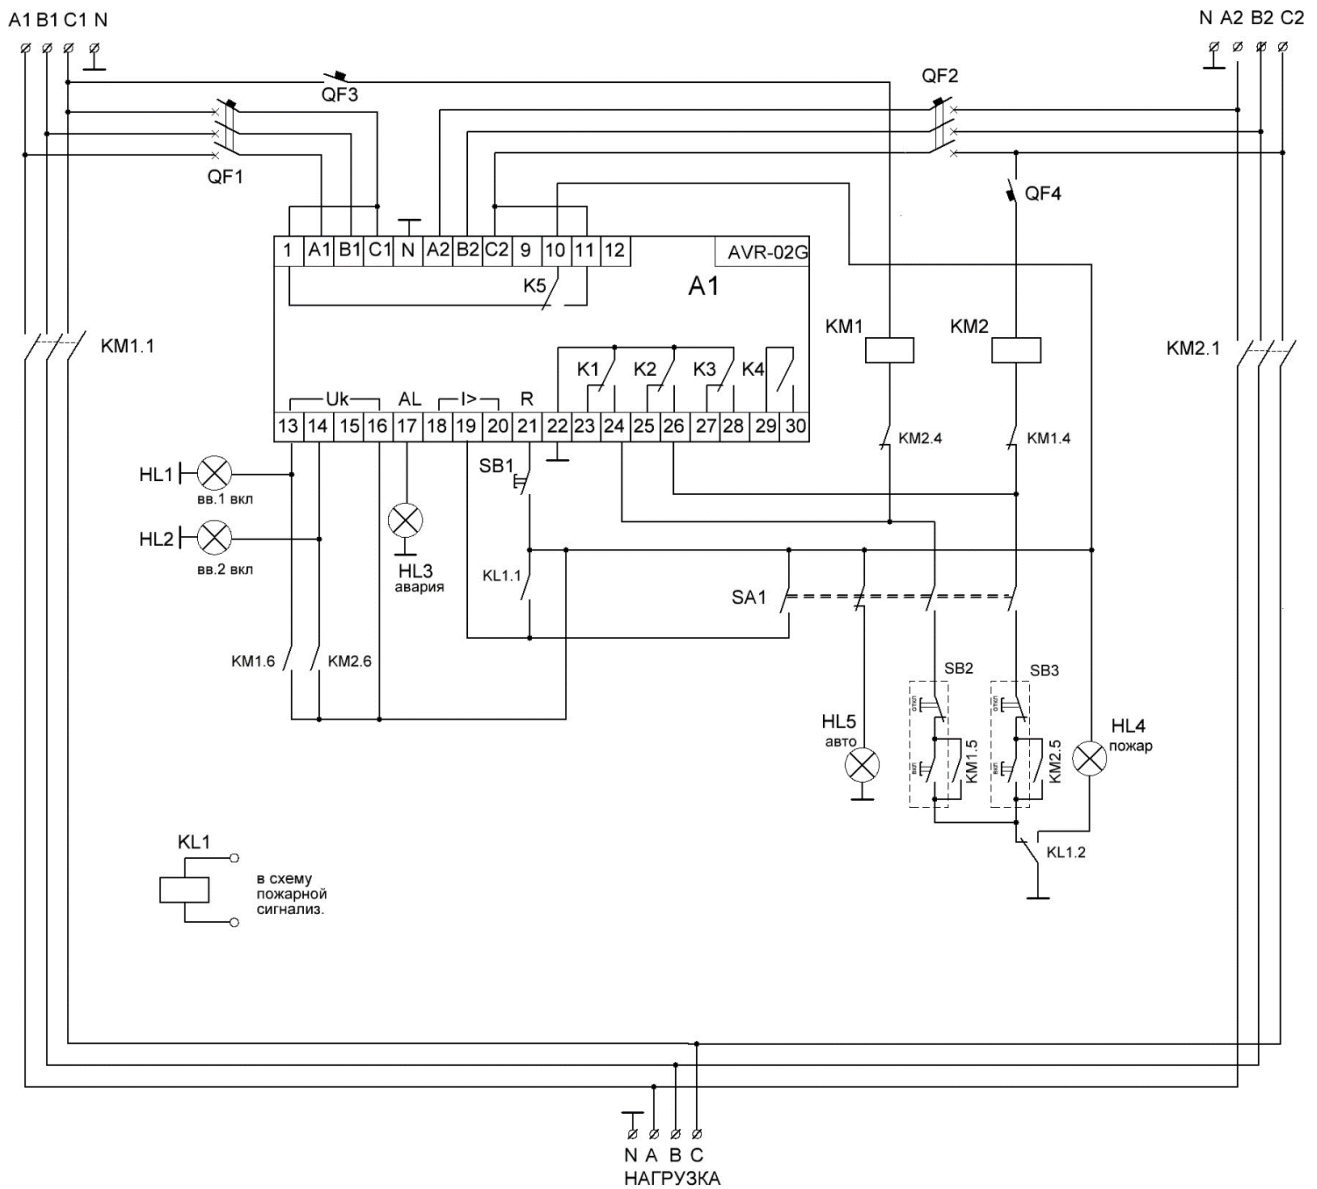 A1 B1 C1 N
N A2 B2 C2
QF3
QF2
QF1
QF4
1 A1 B1 C1 N A2 B2 C2 9 10 11 12
AVR-02G
K5
A1
KM1.1
KM1
KM2
KM2.1
K1
K2
K3
K4
Uk
AL
I>
R
13 14 15 16 17 18 19 20 21 22 23 24 25 26 27 28 29 30
KM2.4
KM1.4
HL1
вв.1 вкл
SB1
HL2
вв.2 вкл
HL3
авария
KL1.1
SA1
KM1.6
KM2.6
SB2
SB3
откл
откл
HL5
авто
вкл
KM1.5
вкл
KM2.5
HL4
пожар
KL1
KL1.2
в схему
пожарной
сигнализ.
N A B C
НАГРУЗКА